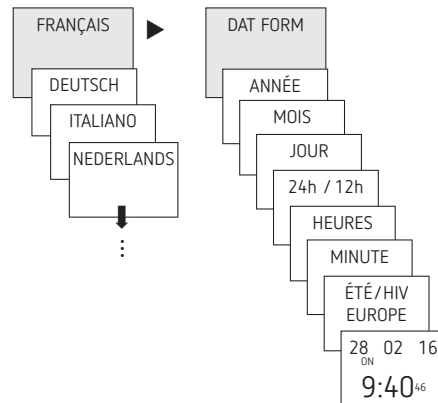 FRANÇAIS
DEUTSCH
ITALIANO
NEDERLANDS
DAT FORM
ANNÉE
MOIS
JOUR
24h / 12h
HEURES
MINUTE
ÉTÉ/HIV
EUROPE
28 02 16
ON
9:40 46